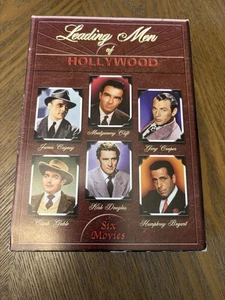 Leading Men
of
HOLLYWOOD
James Cagney
Montgomery Clift
Gary Cooper
Clark Gable
Kirk Douglas
Humphrey Bogart
Six
Movies